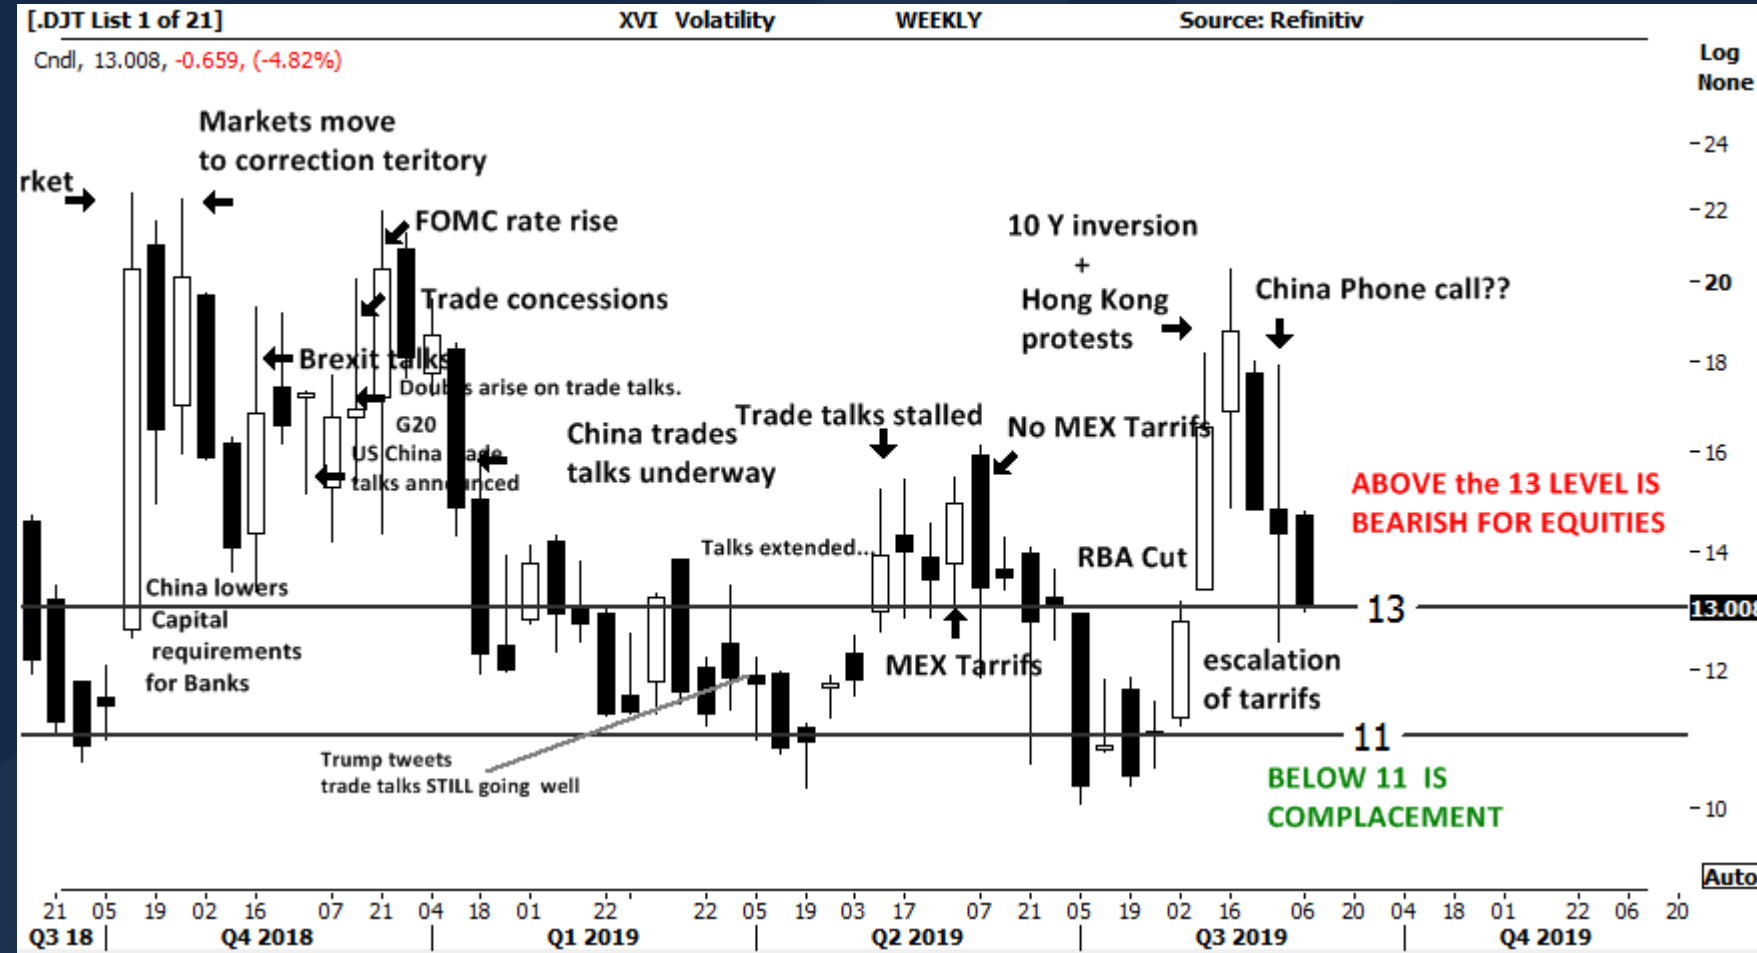 [.DJT List 1 of 21] XVI Volatility WEEKLY Source: Refinitiv
Cndl, 13.008, -0.659, (-4.82%)
Log
None
Markets move
to correction teritory
rket
FOMC rate rise
Trade concessions
Brexit talks
Doubts arise on trade talks.
G20
US China trade
talks announced
China trades
talks underway
Trade talks stalled
Talks extended...
No MEX Tarrifs
MEX Tarrifs
10 Y inversion
+
Hong Kong
protests
China Phone call??
RBA Cut
ABOVE the 13 LEVEL IS
BEARISH FOR EQUITIES
China lowers
Capital
requirements
for Banks
13
escalation
of tarrifs
11
Trump tweets
trade talks STILL going well
BELOW 11 IS
COMPLACEMENT
24
22
20
18
16
14
13.008
12
10
Auto
21 05 19 02 16 07 21 04 18 01 22 22 05 19 03 17 07 21 05 19 02 16 06 20 04 18 01 22 06 20
Q3 18 Q4 2018 Q1 2019 Q2 2019 Q3 2019 Q4 2019